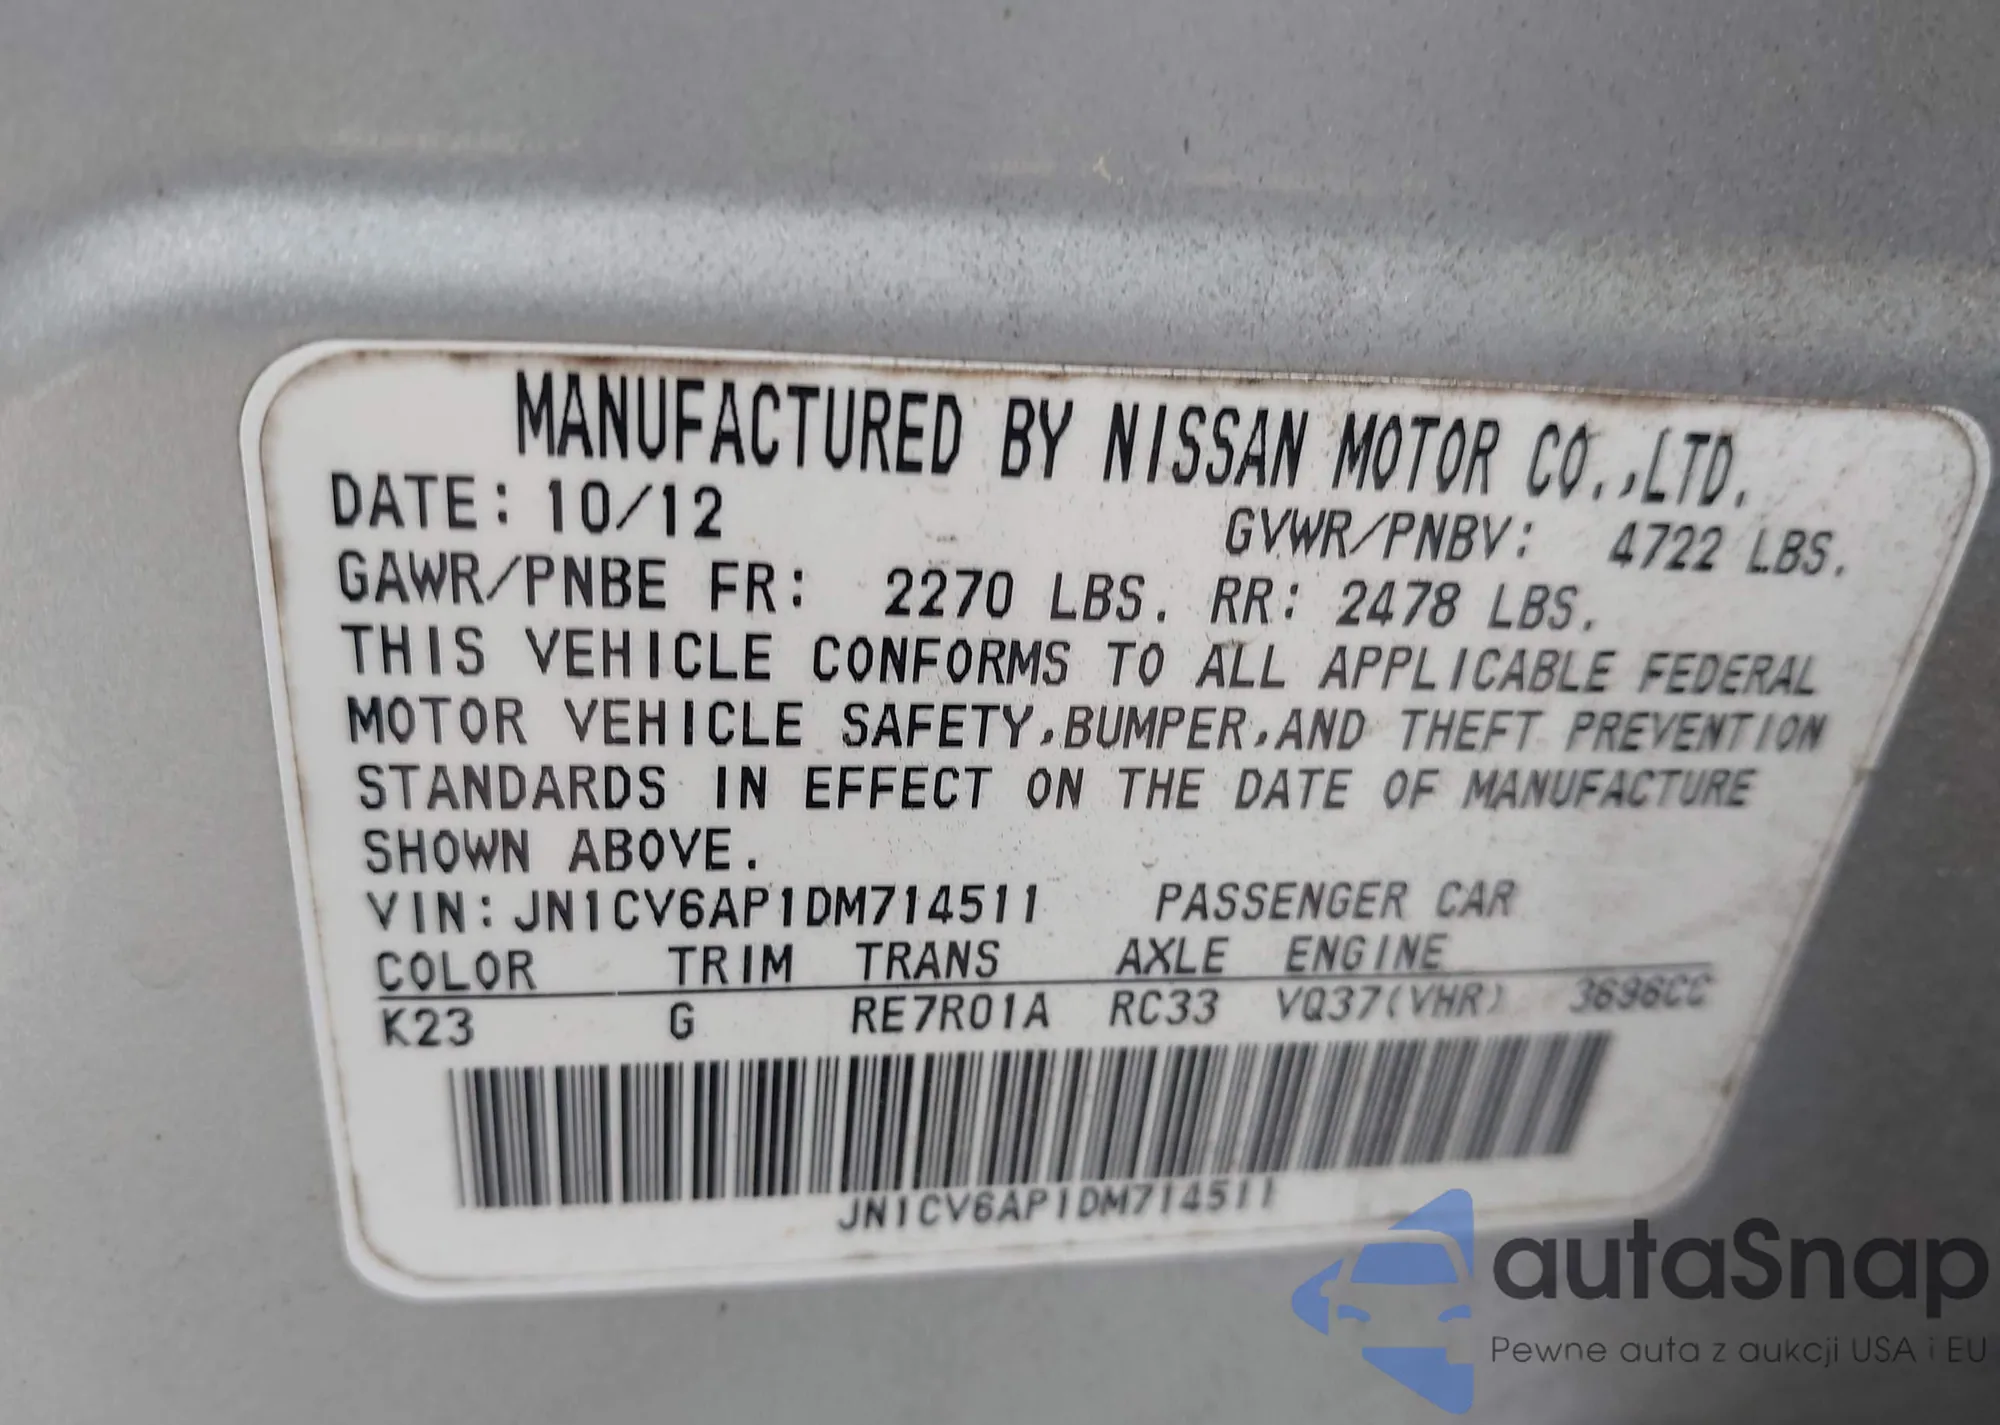 MANUFACTURED BY NISSAN MOTOR CO.,LTD.
DATE: 10/12 GVWR/PNBV: 4722 LBS.
GAWR/PNBE FR: 2270 LBS. RR: 2478 LBS.
THIS VEHICLE CONFORMS TO ALL APPLICABLE FEDERAL
MOTOR VEHICLE SAFETY,BUMPER,AND THEFT PREVENTION
STANDARDS IN EFFECT ON THE DATE OF MANUFACTURE
SHOWN ABOVE.
VIN:JN1CV6AP1DM714511 PASSENGER CAR
COLOR TRIM TRANS AXLE ENGINE
K23 G RE7R01A RC33 VQ37(VHR) 3696CC
JN1CV6AP1DM714511
autaSnap
Pewne auta z aukcji USA i EU